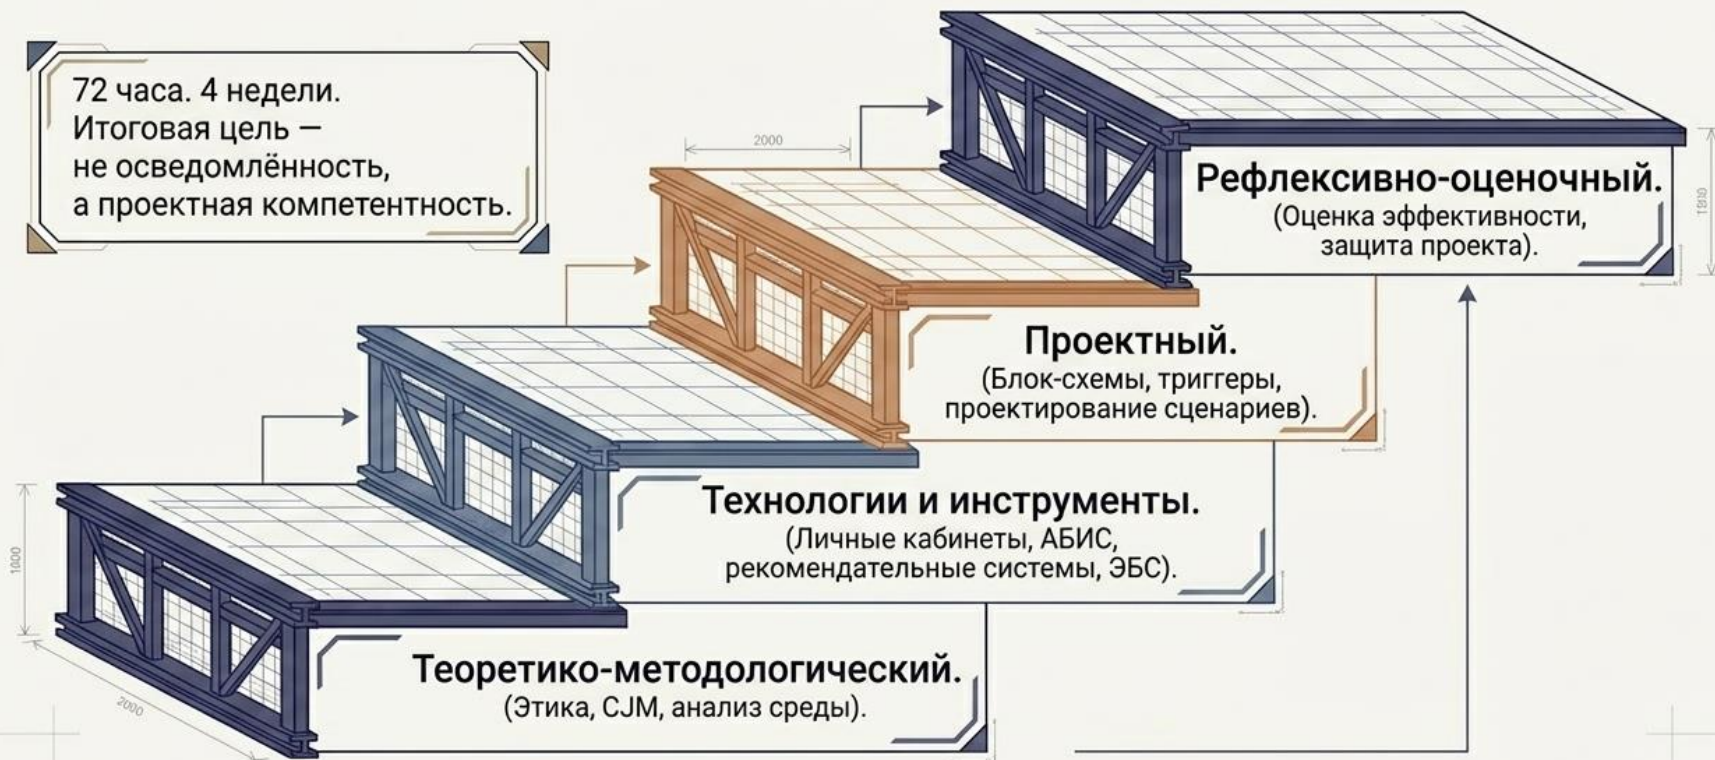 72 часа. 4 недели.
Итоговая цель —
не осведомлённость,
а проектная компетентность.
2000
Рефлексивно-оценочный.
(Оценка эффективности,
защита проекта).
Проектный.
(Блок-схемы, триггеры,
проектирование сценариев).
Технологии и инструменты.
(Личные кабинеты, АБИС,
рекомендательные системы, ЭБС).
1000
Теоретико-методологический.
(Этика, CJM, анализ среды).
2000